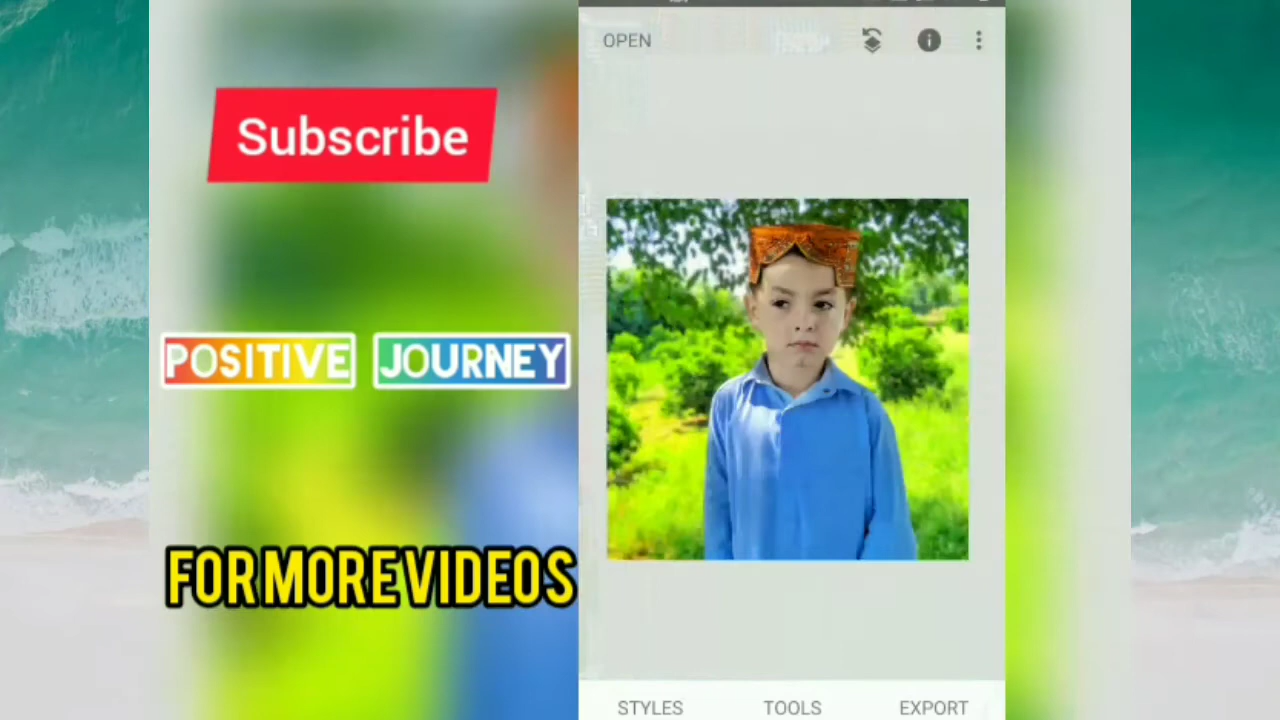 Subscribe
POSITIVE JOURNEY
FOR MORE VIDEOS
OPEN
STYLES TOOLS EXPORT